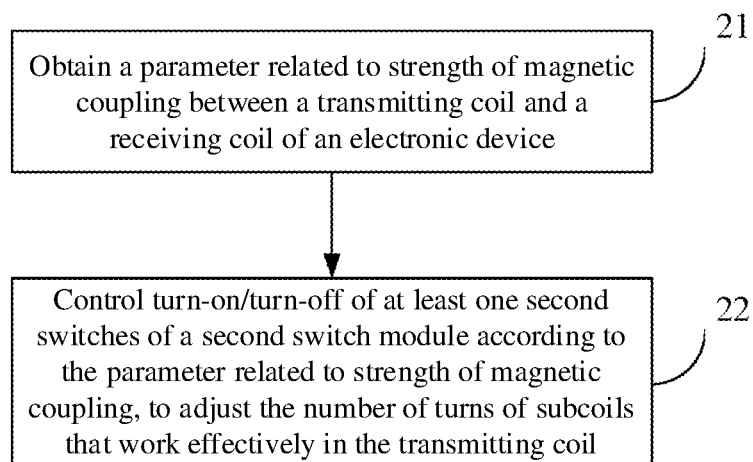 21
Obtain a parameter related to strength of magnetic
coupling between a transmitting coil and a
receiving coil of an electronic device
22
Control turn-on/turn-off of at least one second
switches of a second switch module according to
the parameter related to strength of magnetic
coupling, to adjust the number of turns of subcoils
that work effectively in the transmitting coil